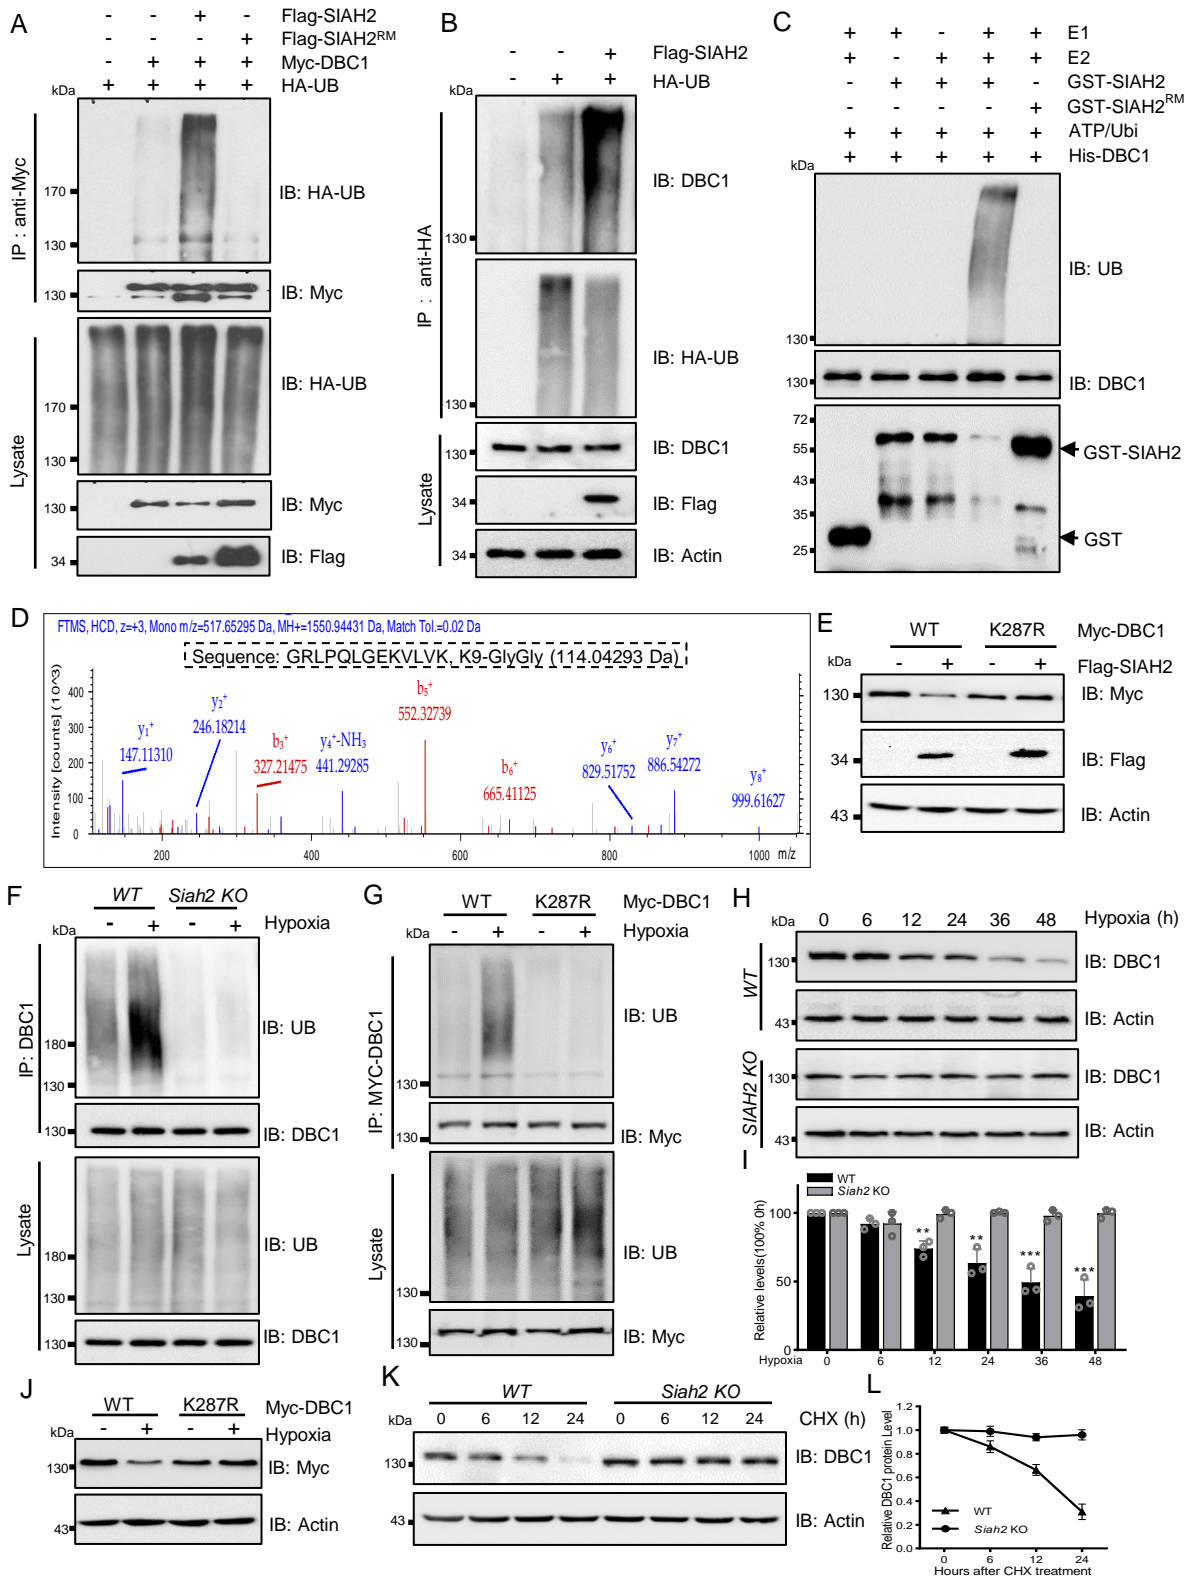 A
- - + - Flag-SIAH2
- - - + Flag-SIAH2RM
- + + + Myc-DBC1
+ + + + HA-UB
kDa
IP : anti-Myc
170
130
IB: HA-UB
130
IB: Myc
Lysate
170
130
IB: HA-UB
130
IB: Myc
34
IB: Flag
B
- - + Flag-SIAH2
- + + HA-UB
kDa
IP : anti-HA
130
IB: DBC1
130
IB: HA-UB
Lysate
130
IB: DBC1
34
IB: Flag
34
IB: Actin
C
+ + - + + E1
+ - + + + E2
- + + + - GST-SIAH2
- - - - + GST-SIAH2RM
+ + + + + ATP/Ubi
+ + + + + His-DBC1
kDa
130
IB: UB
130
IB: DBC1
72
55
43
35
25
GST-SIAH2
GST
D
FTMS, HCD, z=+3, Mono m/z=517.65295 Da, MH+=1550.94431 Da, Match Tol.=0.02 Da
Sequence: GRLPQLGEKVLVK, K9-GlyGly (114.04293 Da)
Intensity [counts] (10^3)
400
300
200
100
0
y1+
147.11310
y2+
246.18214
b3+
327.21475
y4+-NH3
441.29285
b5+
552.32739
b6+
665.41125
y6+
829.51752
y7+
886.54272
y8+
999.61627
200 400 600 800 1000 m/z
E
WT K287R Myc-DBC1
- + - + Flag-SIAH2
kDa
130
IB: Myc
34
IB: Flag
43
IB: Actin
F
WT Siah2 KO
- + - + Hypoxia
kDa
IP: DBC1
180
130
IB: UB
130
IB: DBC1
Lysate
180
IB: UB
130
IB: DBC1
G
WT K287R Myc-DBC1
- + - + Hypoxia
kDa
IP: MYC-DBC1
130
IB: UB
130
IB: Myc
Lysate
130
IB: UB
130
IB: Myc
H
0 6 12 24 36 48 Hypoxia (h)
kDa
WT
130
IB: DBC1
43
IB: Actin
SIAH2 KO
130
IB: DBC1
43
IB: Actin
I
WT
Siah2 KO
Relative levels(100% 0h)
100
50
0
** ** *** ***
Hypoxia 0 6 12 24 36 48
J
WT K287R Myc-DBC1
- + - + Hypoxia
kDa
130
IB: Myc
43
IB: Actin
K
WT Siah2 KO
0 6 12 24 0 6 12 24 CHX (h)
kDa
130
IB: DBC1
43
IB: Actin
L
Relative DBC1 protein Level
1.2
1.0
0.8
0.6
0.4
0.2
0.0
WT
Siah2 KO
0 6 12 24
Hours after CHX treatment